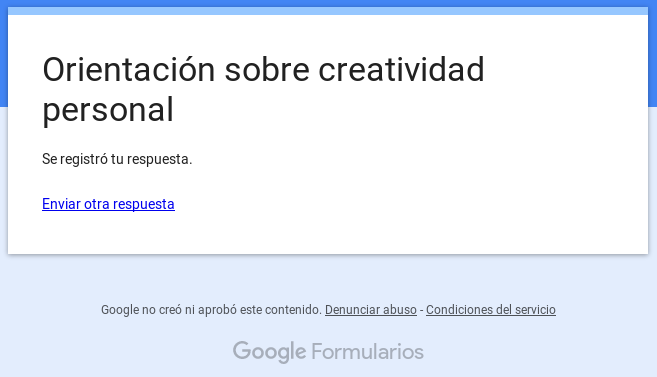 Orientación sobre creatividad
personal
Se registró tu respuesta.
Enviar otra respuesta
Google no creó ni aprobó este contenido. Denunciar abuso - Condiciones del servicio
Google Formularios